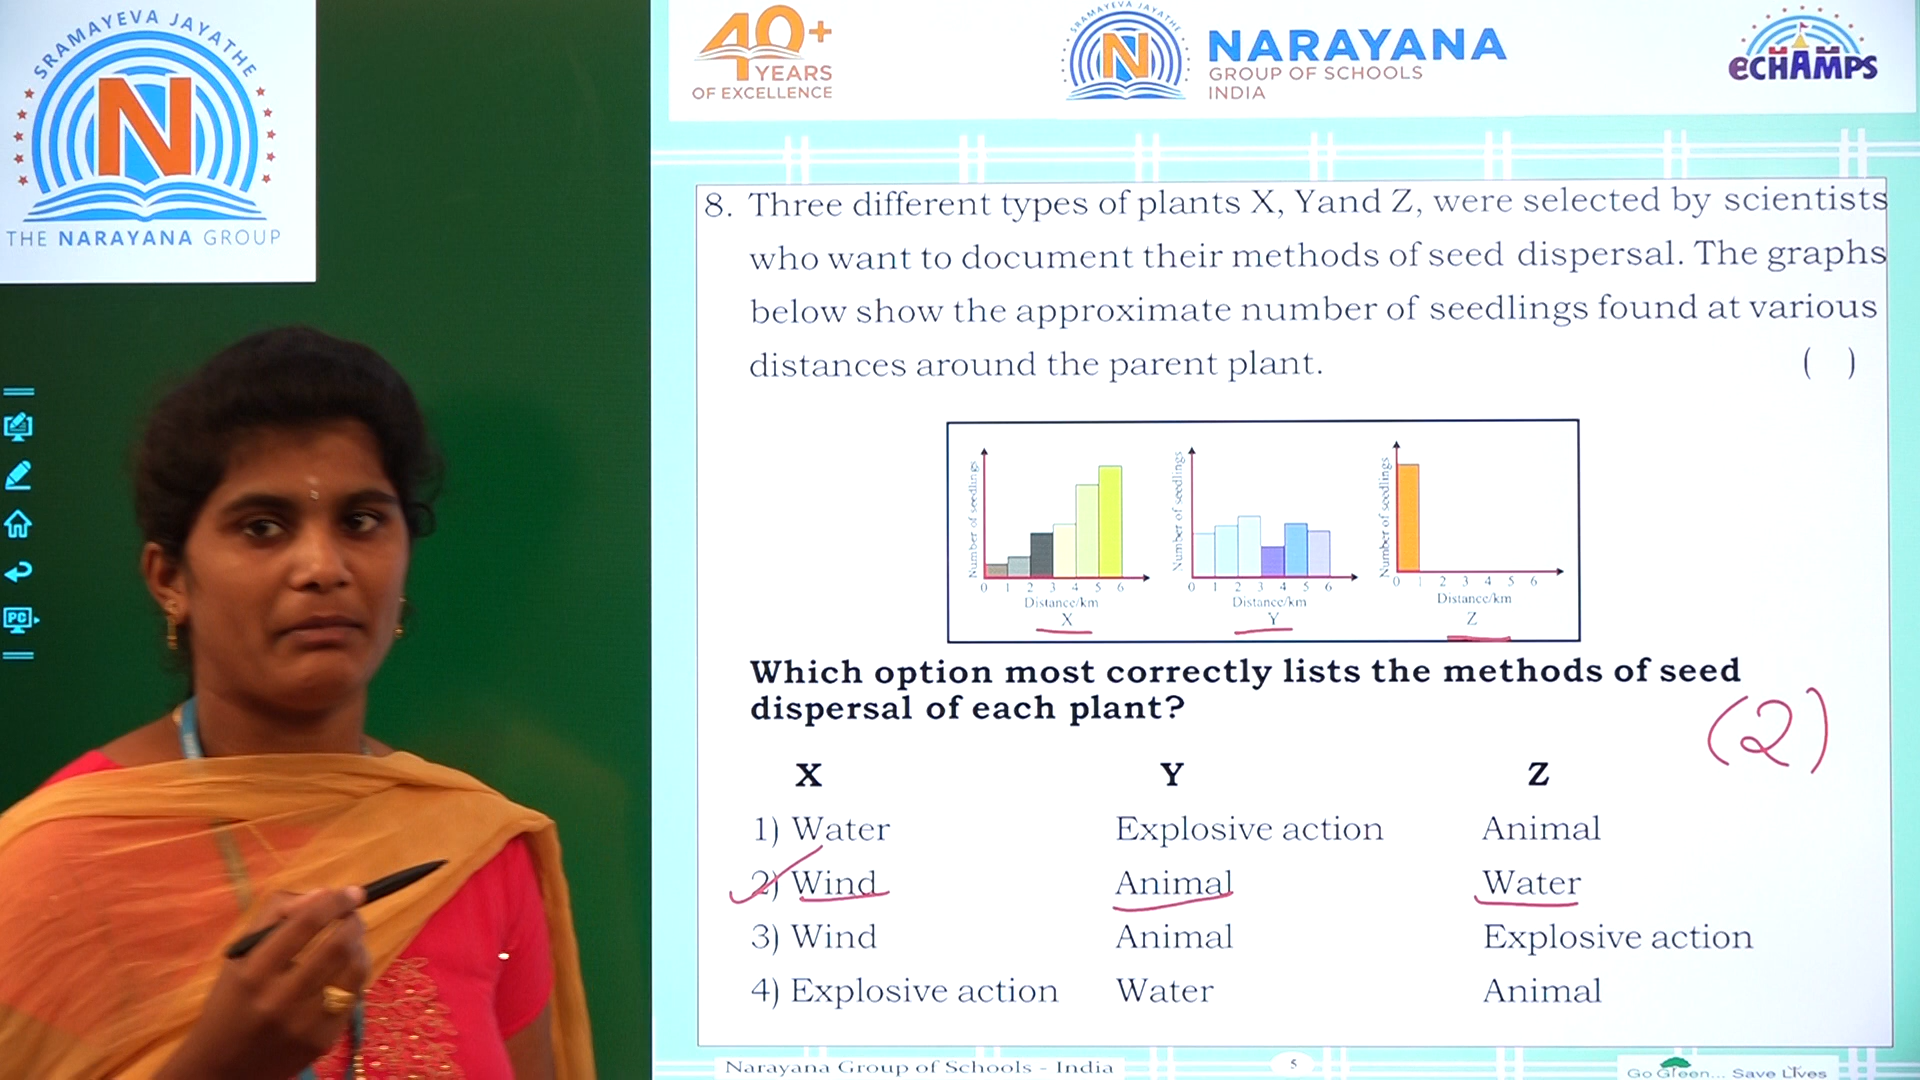 SRAMAYEVA JAYATHE
N
THE NARAYANA GROUP
40+
YEARS
OF EXCELLENCE
SRAMAYEVA JAYATHE
N
NARAYANA
GROUP OF SCHOOLS
INDIA
eCHAMPS
PC
8. Three different types of plants X, Yand Z, were selected by scientists
who want to document their methods of seed dispersal. The graphs
below show the approximate number of seedlings found at various
distances around the parent plant. ( )
Number of seedlings
0 1 2 3 4 5 6
Distance/km
X
Number of seedlings
0 1 2 3 4 5 6
Distance/km
Y
Number of seedlings
0 1 2 3 4 5 6
Distance/km
Z
Which option most correctly lists the methods of seed
dispersal of each plant?
(2)
X Y Z
1) Water Explosive action Animal
2) Wind Animal Water
3) Wind Animal Explosive action
4) Explosive action Water Animal
Narayana Group of Schools - India
5
Go Green... Save Lives